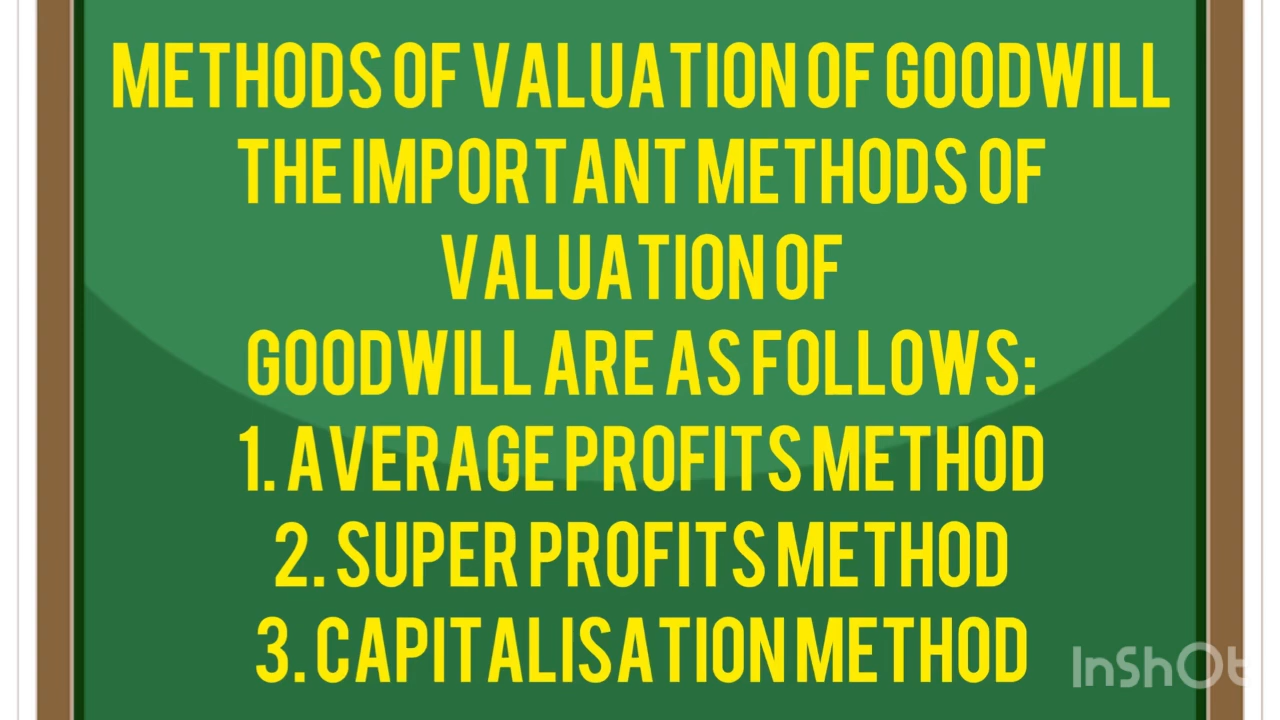 METHODS OF VALUATION OF GOODWILL
THE IMPORTANT METHODS OF
VALUATION OF
GOODWILL ARE AS FOLLOWS:
1. AVERAGE PROFITS METHOD
2. SUPER PROFITS METHOD
3. CAPITALISATION METHOD
InShOt